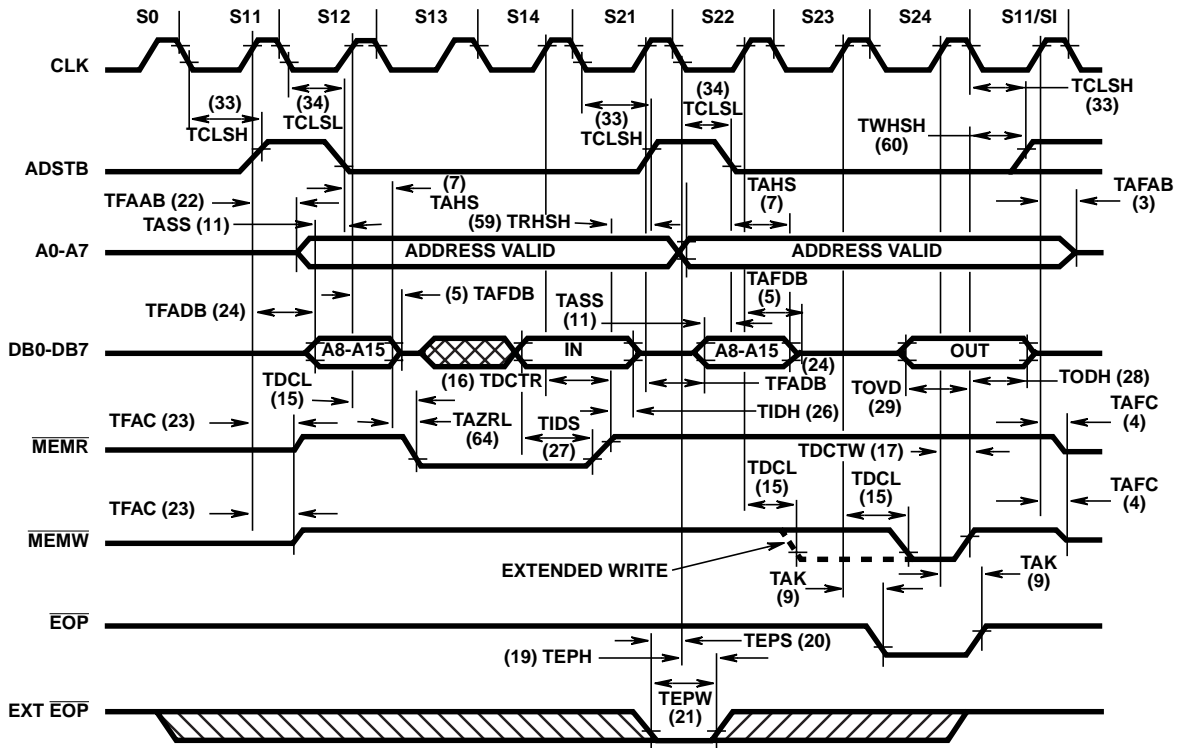 S0 S11 S12 S13 S14 S21 S22 S23 S24 S11/SI
CLK
(33)
TCLSH
(34)
TCLSL
(33)
TCLSH
(34)
TCLSL
TCLSH
(33)
TWHSH
(60)
ADSTB
TFAAB (22)
(7)
TAHS
TAHS
(7)
TAFAB
(3)
TASS (11)
(59) TRHSH
A0-A7
ADDRESS VALID
ADDRESS VALID
TFADB (24)
(5) TAFDB
TASS
(11)
TAFDB
(5)
DB0-DB7
A8-A15
IN
A8-A15
OUT
(24)
TFADB
TDCL
(15)
(16) TDCTR
TOVD
(29)
TODH (28)
TFAC (23)
TAZRL
(64)
TIDS
(27)
TIDH (26)
TAFC
(4)
MEMR
TDCTW (17)
TFAC (23)
TDCL
(15)
TDCL
(15)
TAFC
(4)
MEMW
EXTENDED WRITE
TAK
(9)
TAK
(9)
EOP
(19) TEPH
TEPS (20)
TEPW
(21)
EXT EOP